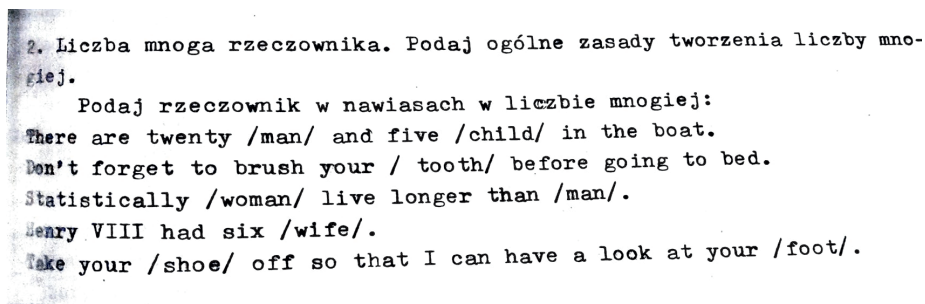 2. Liczba mnoga rzeczownika. Podaj ogólne zasady tworzenia liczby mno-
giej.
Podaj rzeczownik w nawiasach w liczbie mnogiej:
There are twenty /man/ and five /child/ in the boat.
Don't forget to brush your / tooth/ before going to bed.
Statistically /woman/ live longer than /man/.
Henry VIII had six /wife/.
Take your /shoe/ off so that I can have a look at your /foot/.